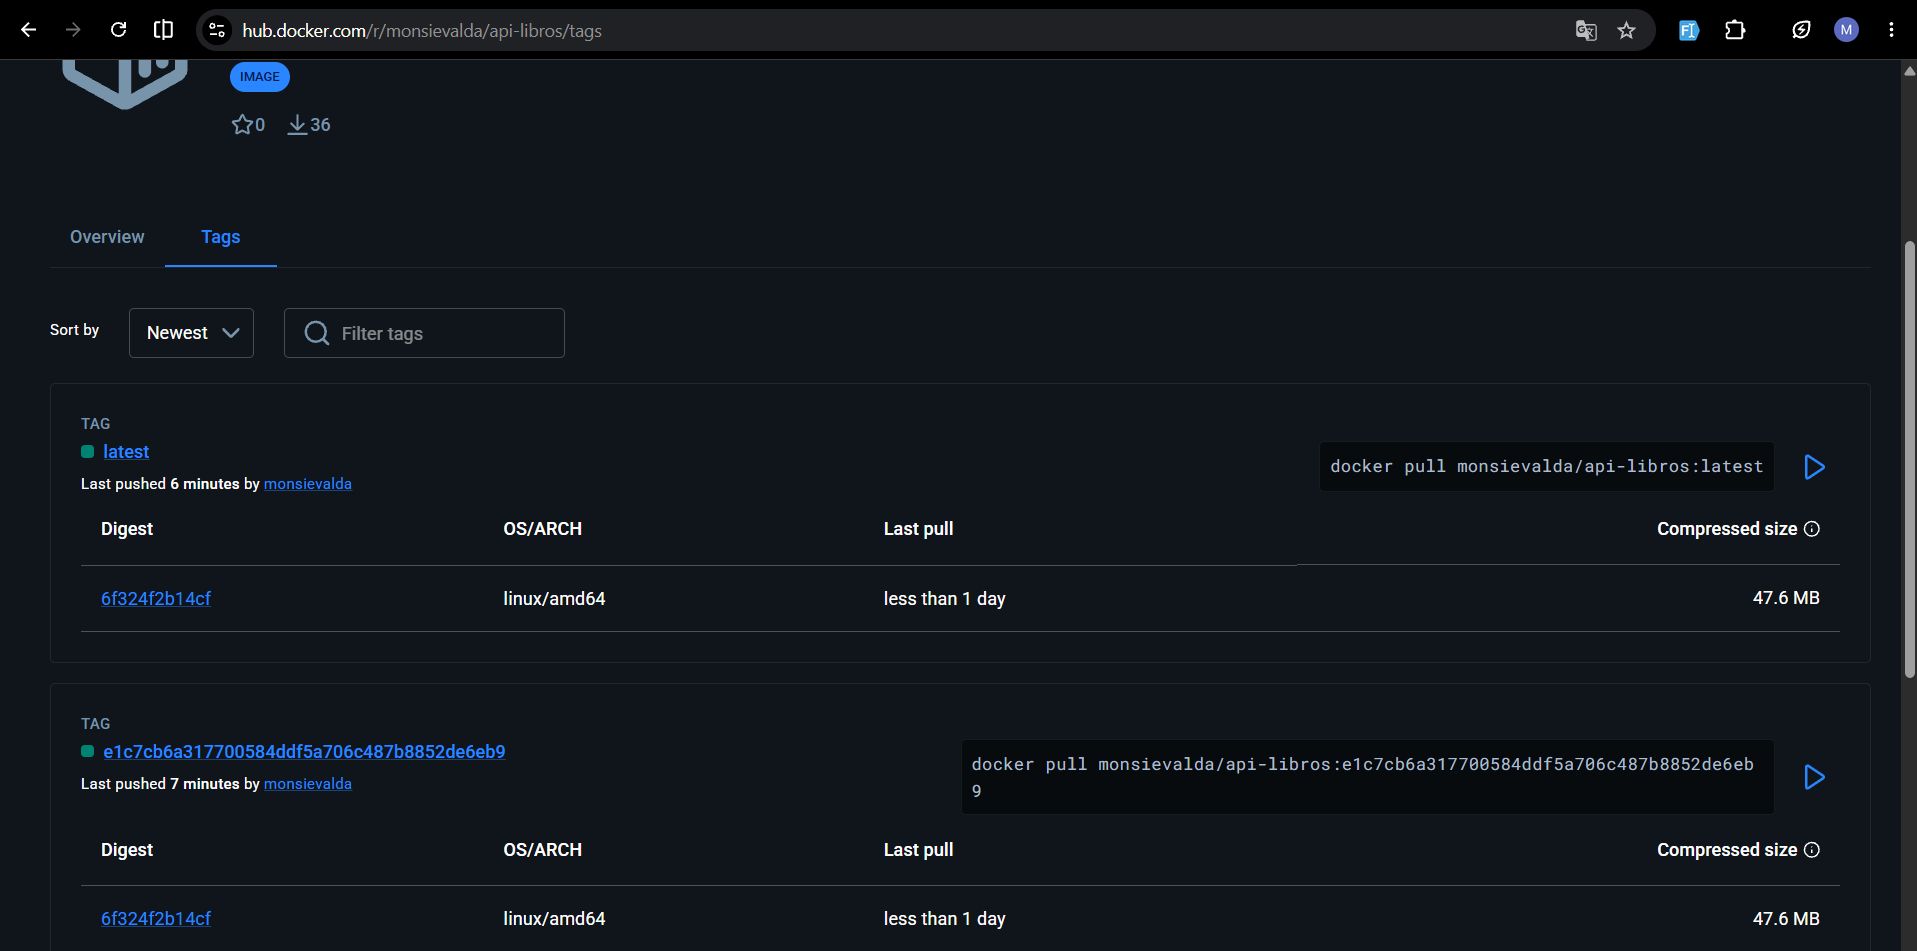 hub.docker.com/r/monsievalda/api-libros/tags
M
IMAGE
0 36
Overview Tags
Sort by Newest Filter tags
TAG
latest
docker pull monsievalda/api-libros:latest
Last pushed 6 minutes by monsievalda
Digest OS/ARCH Last pull Compressed size
6f324f2b14cf linux/amd64 less than 1 day 47.6 MB
TAG
e1c7cb6a317700584ddf5a706c487b8852de6eb9
docker pull monsievalda/api-libros:e1c7cb6a317700584ddf5a706c487b8852de6eb
9
Last pushed 7 minutes by monsievalda
Digest OS/ARCH Last pull Compressed size
6f324f2b14cf linux/amd64 less than 1 day 47.6 MB